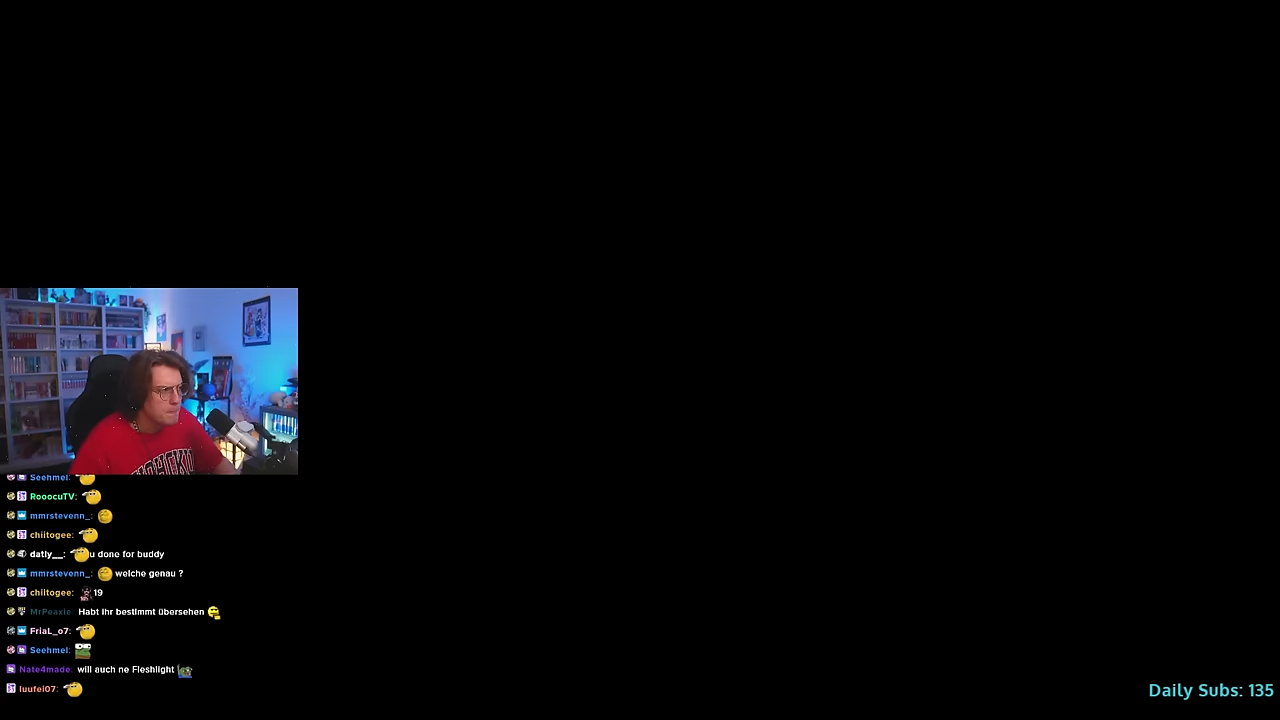 Seehmel:
RooocuTV:
mmrstevenn_:
chiitogee:
datly__: u done for buddy
mmrstevenn_: welche genau ?
chiitogee: 19
MrPeaxie: Habt ihr bestimmt übersehen
FriaL_o7:
Seehmel:
Nate4made: will auch ne Fleshlight
luufei07:
Daily Subs: 135